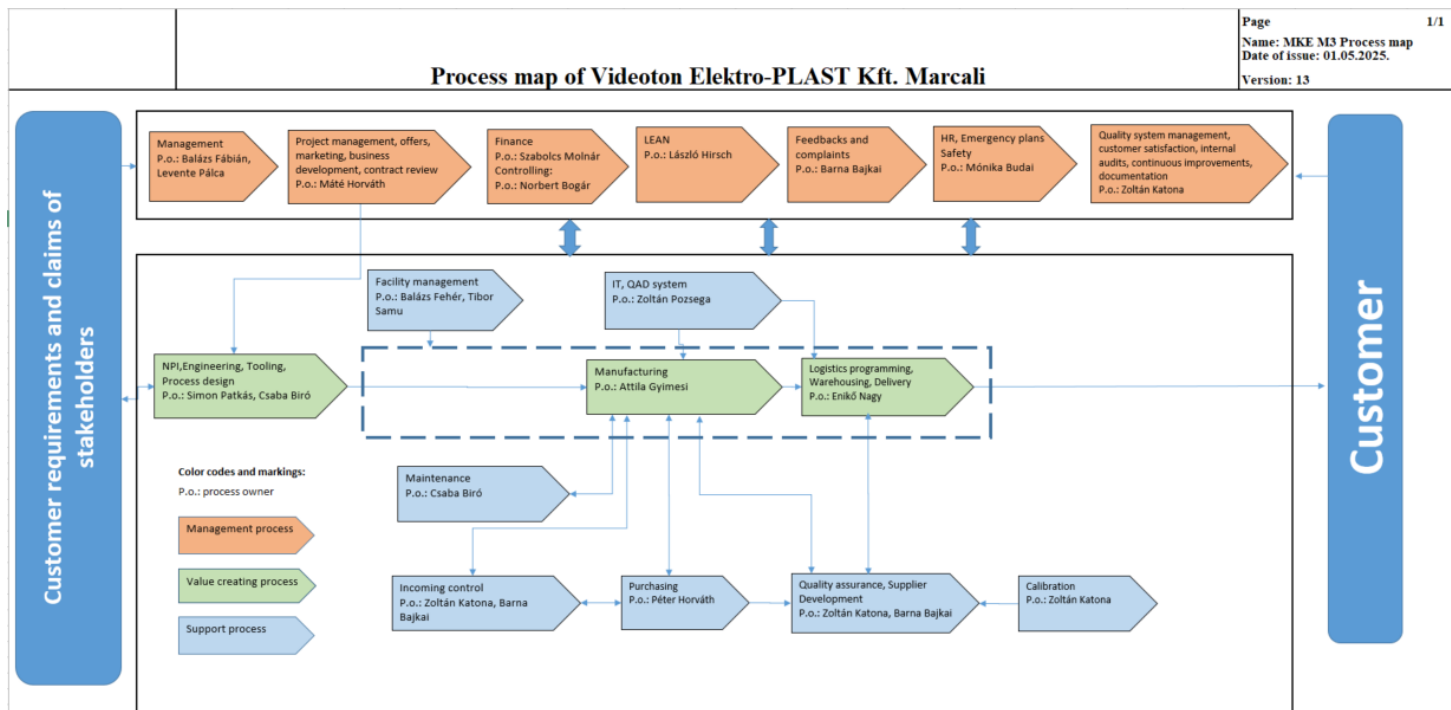 Page 1/1
Name: MKE M3 Process map
Date of issue: 01.05.2025.
Version: 13
Process map of Videoton Elektro-PLAST Kft. Marcali
Customer requirements and claims of
stakeholders
Management
P.o.: Balázs Fábián,
Levente Pálca
Project management, offers,
marketing, business
development, contract review
P.o.: Máté Horváth
Finance
P.o.: Szabolcs Molnár
Controlling:
P.o.: Norbert Bogár
LEAN
P.o.: László Hirsch
Feedbacks and
complaints
P.o.: Barna Bajkai
HR, Emergency plans
Safety
P.o.: Mónika Budai
Quality system management,
customer satisfaction, internal
audits, continuous improvements,
documentation
P.o.: Zoltán Katona
Customer
Facility management
P.o.: Balázs Fehér, Tibor
Samu
IT, QAD system
P.o.: Zoltán Pozsega
NPI,Engineering, Tooling,
Process design
P.o.: Simon Patkás, Csaba Biró
Manufacturing
P.o.: Attila Gyimesi
Logistics programming,
Warehousing, Delivery
P.o.: Enikő Nagy
Color codes and markings:
P.o.: process owner
Management process
Value creating process
Support process
Maintenance
P.o.: Csaba Biró
Incoming control
P.o.: Zoltán Katona, Barna
Bajkai
Purchasing
P.o.: Péter Horváth
Quality assurance, Supplier
Development
P.o.: Zoltán Katona, Barna Bajkai
Calibration
P.o.: Zoltán Katona